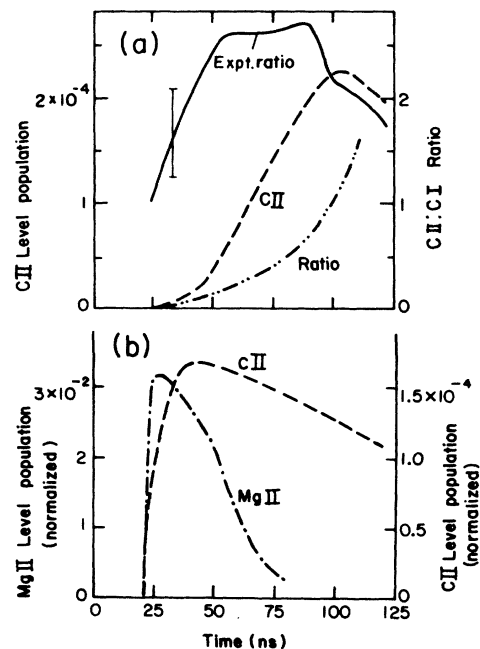 (a)
Expt. ratio
CII
Ratio
2×10⁻⁴
1
0
CII Level population
2
1
0
CII:CI Ratio
(b)
CII
MgII
3×10⁻²
2
1
0
MgII Level population
(normalized)
1.5×10⁻⁴
1.0
0.5
0
CII Level population
(normalized)
0 25 50 75 100 125
Time (ns)